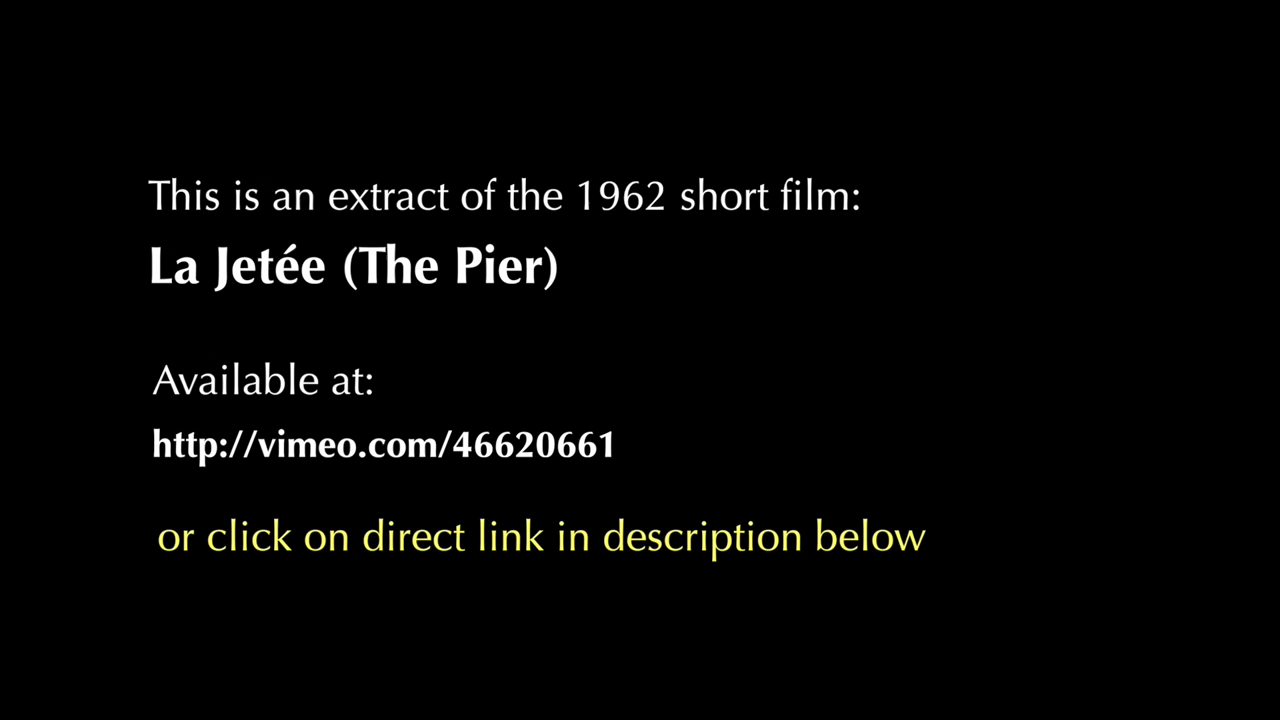 This is an extract of the 1962 short film:
La Jetée (The Pier)
Available at:
http://vimeo.com/46620661
or click on direct link in description below